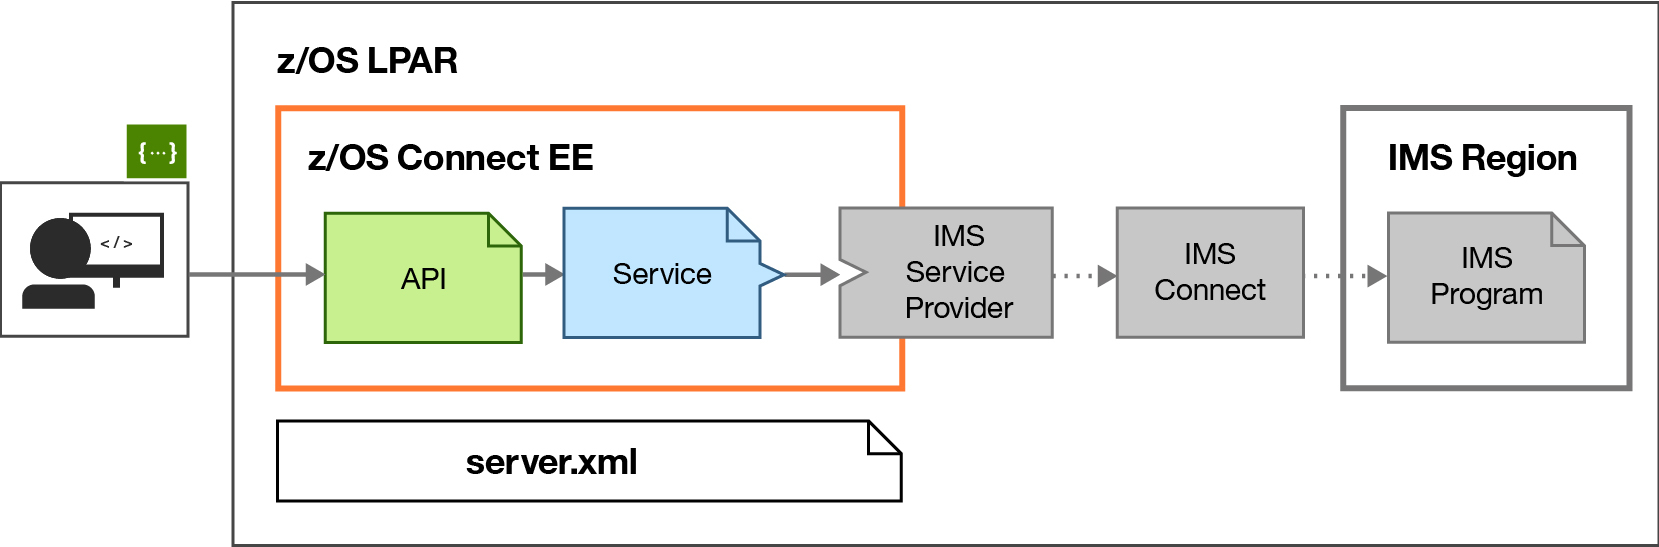 z/OS LPAR
z/OS Connect EE
IMS Region
{···}
</>
API
Service
IMS
Service
Provider
IMS
Connect
IMS
Program
server.xml